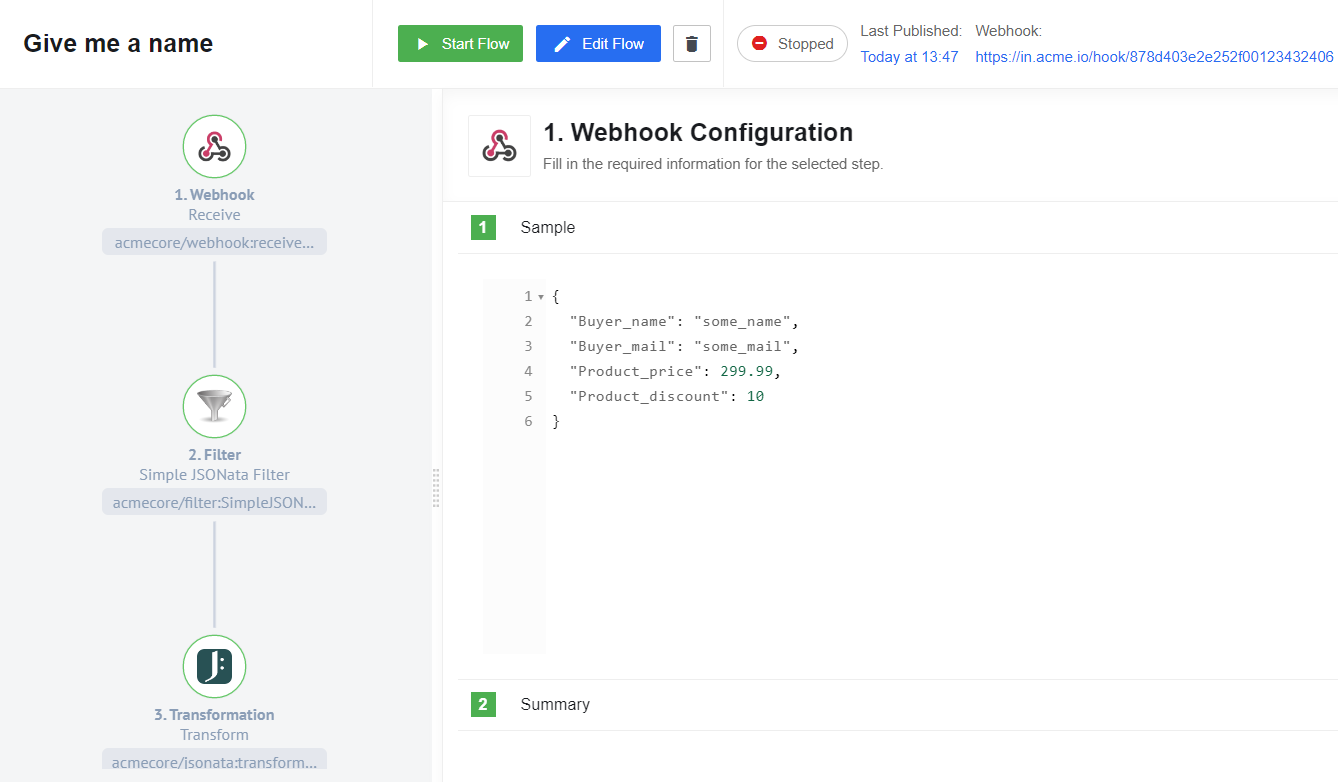 Give me a name
Start Flow
Edit Flow
Stopped
Last Published:
Today at 13:47
Webhook:
https://in.acme.io/hook/878d403e2e252f00123432406
1. Webhook
Receive
acmecore/webhook:receive...
2. Filter
Simple JSONata Filter
acmecore/filter:SimpleJSON...
3. Transformation
Transform
acmecore/jsonata:transform...
1. Webhook Configuration
Fill in the required information for the selected step.
1 Sample
1 {
2 "Buyer_name": "some_name",
3 "Buyer_mail": "some_mail",
4 "Product_price": 299.99,
5 "Product_discount": 10
6 }
2 Summary